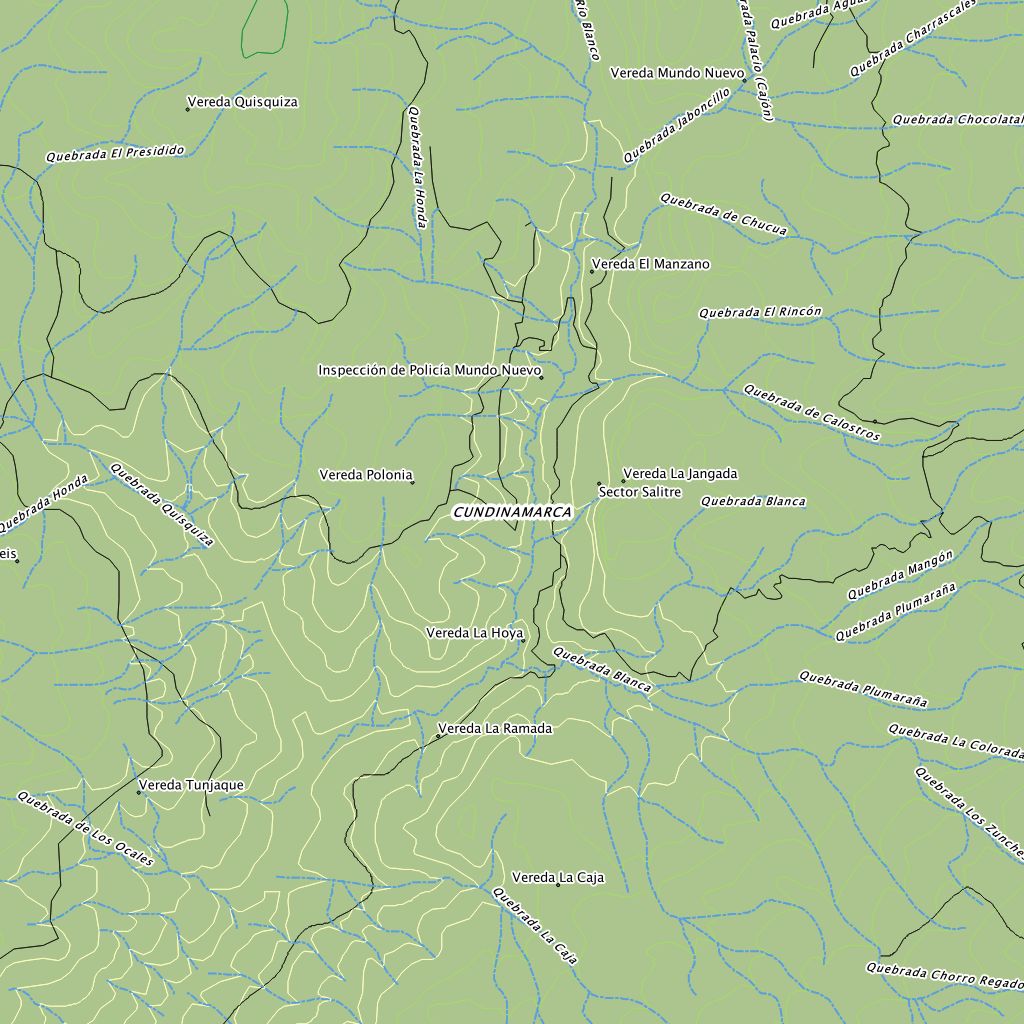 Río Blanco
Quebrada Agua
Quebrada Charrascales
rada Palacio (Cajón)
Vereda Mundo Nuevo
Vereda Quisquiza
Quebrada Jaboncillo
Quebrada Chocolatal
Quebrada El Presidido
Quebrada La Honda
Quebrada de Chucua
Vereda El Manzano
Quebrada El Rincón
Inspección de Policía Mundo Nuevo
Quebrada de Calostros
Vereda Polonia
Vereda La Jangada
Sector Salitre
Quebrada Blanca
Quebrada Honda
Quebrada Quisquiza
CUNDINAMARCA
eis
Quebrada Mangón
Quebrada Plumaraña
Vereda La Hoya
Quebrada Blanca
Quebrada Plumaraña
Vereda La Ramada
Quebrada La Colorada
Vereda Tunjaque
Quebrada de Los Ocales
Quebrada Los Zunche
Vereda La Caja
Quebrada La Caja
Quebrada Chorro Regado